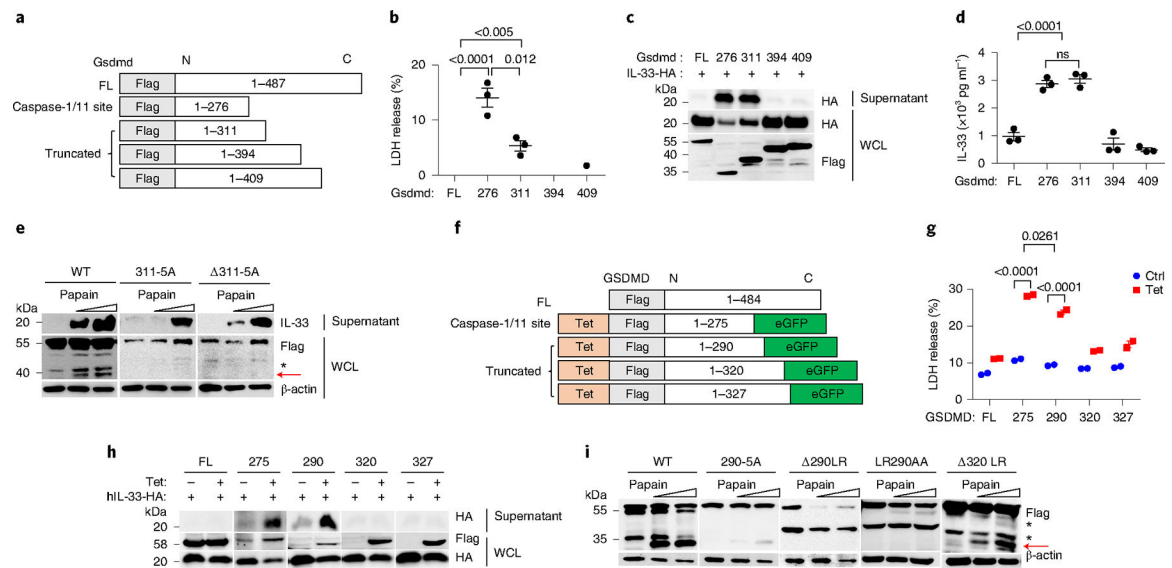 a
Gsdmd N C
FL Flag 1–487
Caspase-1/11 site Flag 1–276
Flag 1–311
Truncated Flag 1–394
Flag 1–409
b
<0.005
<0.0001 0.012
LDH release (%)
20
15
10
5
0
Gsdmd: FL 276 311 394 409
c
Gsdmd : FL 276 311 394 409
IL-33-HA + + + + +
kDa
20 HA Supernatant
20 HA
55
40 Flag WCL
35
d
<0.0001
ns
IL-33 (×10³ pg ml⁻¹)
4
3
2
1
0
Gsdmd: FL 276 311 394 409
e
WT 311-5A Δ311-5A
Papain Papain Papain
kDa
20 IL-33 Supernatant
55 Flag
* WCL
40
β-actin
f
GSDMD N C
FL Flag 1–484
Caspase-1/11 site Tet Flag 1–275 eGFP
Tet Flag 1–290 eGFP
Truncated Tet Flag 1–320 eGFP
Tet Flag 1–327 eGFP
g
0.0261
<0.0001
<0.0001
Ctrl
Tet
LDH release (%)
30
20
10
0
GSDMD: FL 275 290 320 327
h
FL 275 290 320 327
Tet: – + – + – + – + – +
hIL-33-HA: + + + + + + + + + +
kDa
20 HA Supernatant
58 Flag WCL
20 HA
i
WT 290-5A Δ290LR LR290AA Δ320 LR
Papain Papain Papain Papain Papain
kDa
55 Flag
*
35 *
β-actin